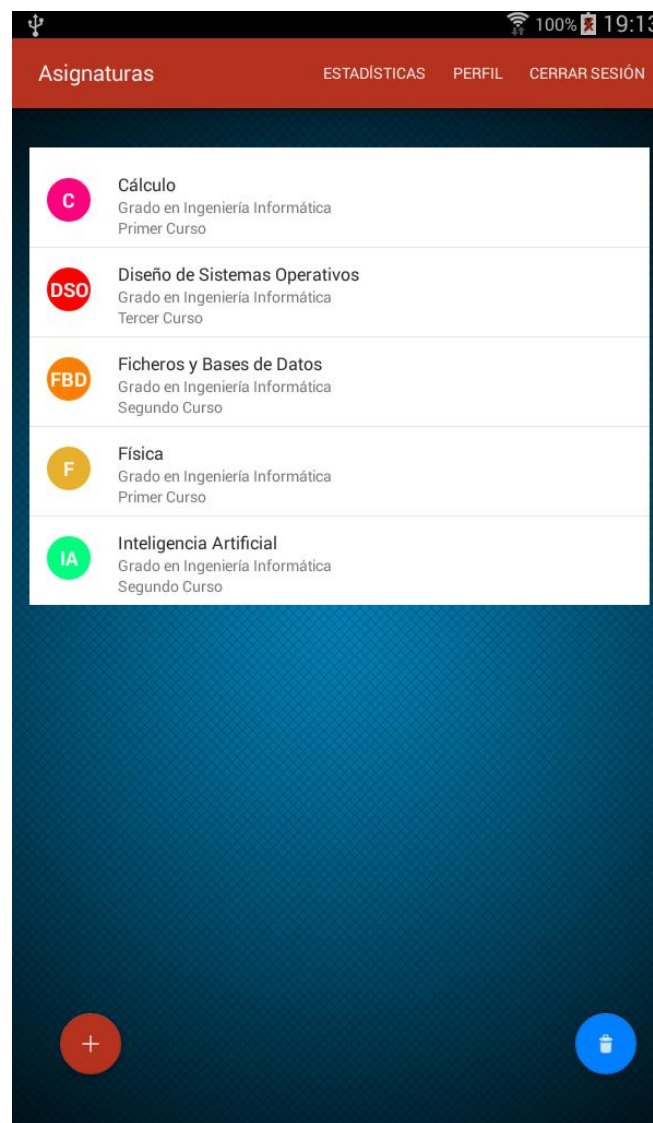 100% 19:13
Asignaturas ESTADÍSTICAS PERFIL CERRAR SESIÓN
C
Cálculo
Grado en Ingeniería Informática
Primer Curso
DSO
Diseño de Sistemas Operativos
Grado en Ingeniería Informática
Tercer Curso
FBD
Ficheros y Bases de Datos
Grado en Ingeniería Informática
Segundo Curso
F
Física
Grado en Ingeniería Informática
Primer Curso
IA
Inteligencia Artificial
Grado en Ingeniería Informática
Segundo Curso
+